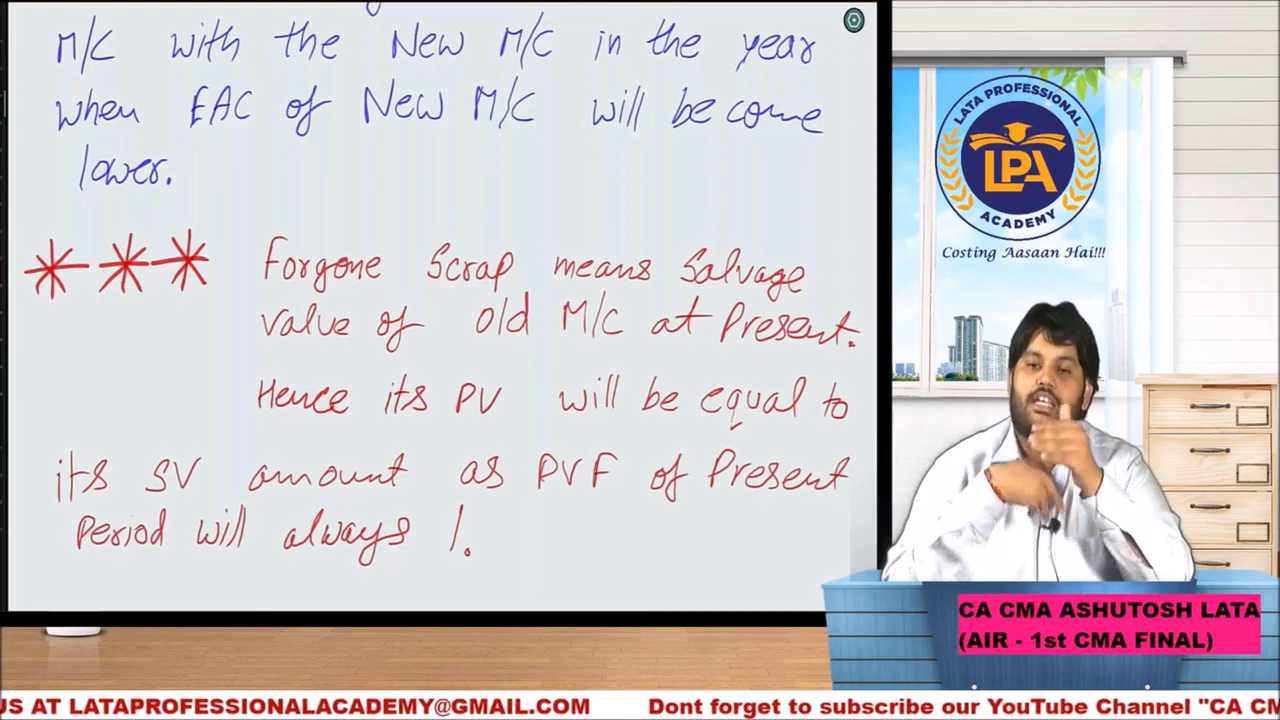 M/C with the New M/C in the year
when EAC of New M/C will become
lower.
*** Forgone Scrap means Salvage
value of old M/C at Present.
Hence its PV will be equal to
its SV amount as PVF of Present
Period will always 1.
LATA PROFESSIONAL
LPA
ACADEMY
Costing Aasaan Hai!!!
CA CMA ASHUTOSH LATA
(AIR - 1st CMA FINAL)
US AT LATAPROFESSIONALACADEMY@GMAIL.COM Dont forget to subscribe our YouTube Channel "CA CM